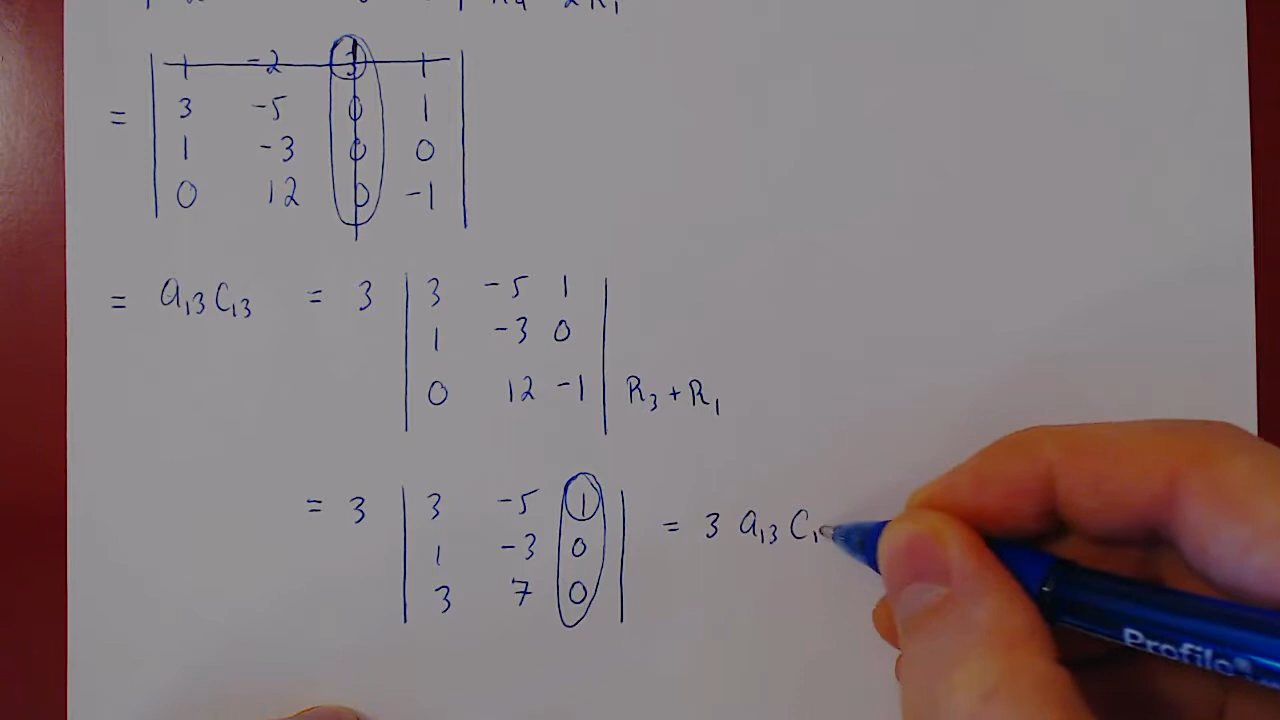 R4 - 2R1
1 -2 3 1
= 3 -5 0 1
1 -3 0 0
0 12 0 -1
= a13 C13 = 3 | 3 -5 1 |
1 -3 0
0 12 -1 R3 + R1
= 3 | 3 -5 1 | = 3 a13 C1
1 -3 0
3 7 0
Profile